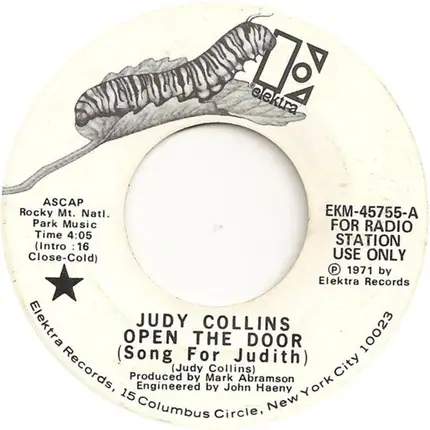 elektra
ASCAP
Rocky Mt. Natl.
Park Music
Time 4:05
(Intro :16
Close-Cold)
EKM-45755-A
FOR RADIO
STATION
USE ONLY
Ⓟ 1971 by
Elektra Records
JUDY COLLINS
OPEN THE DOOR
(Song For Judith)
(Judy Collins)
Produced by Mark Abramson
Engineered by John Haeny
Elektra Records, 15 Columbus Circle, New York City 10023